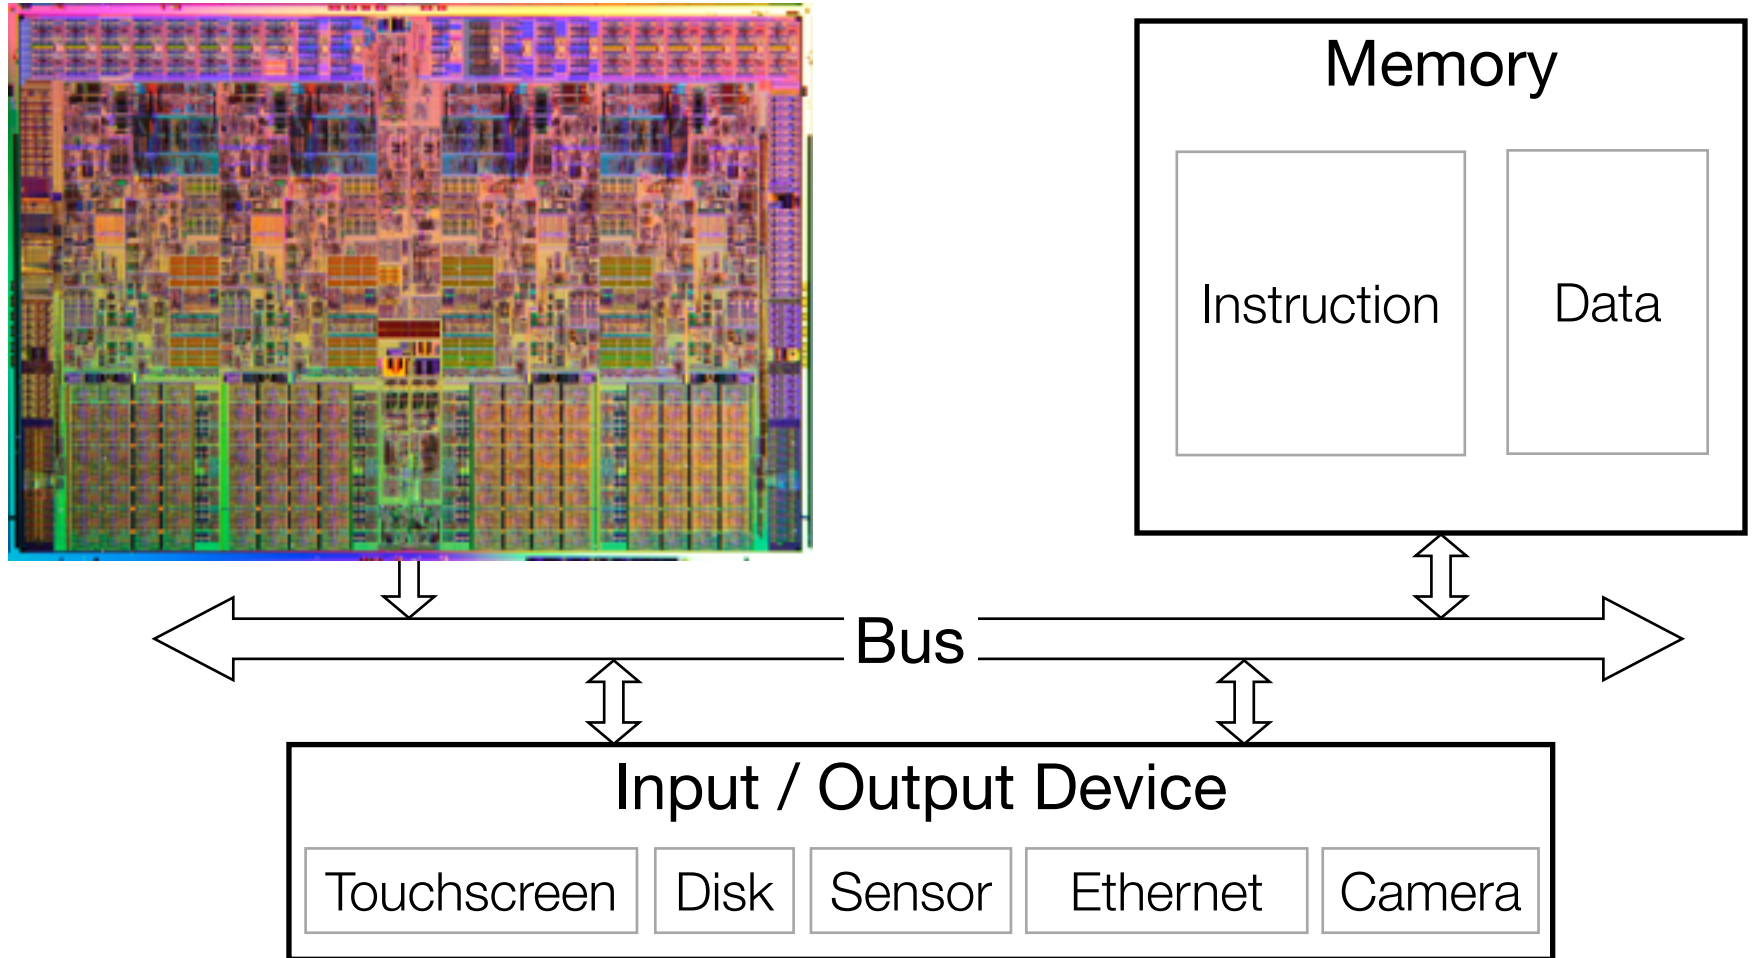 Memory
Instruction
Data
Bus
Input / Output Device
Touchscreen
Disk
Sensor
Ethernet
Camera